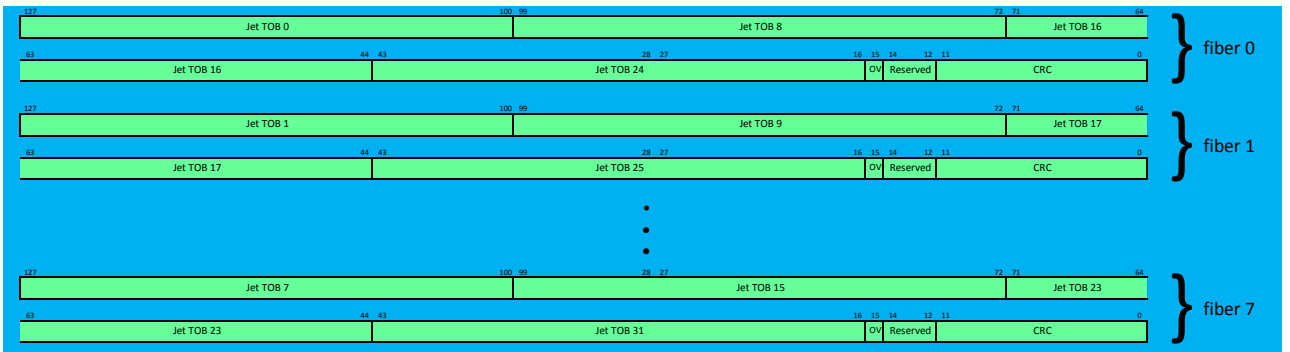 127 100 99 72 71 64
Jet TOB 0 Jet TOB 8 Jet TOB 16
fiber 0
63 44 43 28 27 16 15 14 12 11 0
Jet TOB 16 Jet TOB 24 OV Reserved CRC
127 100 99 72 71 64
Jet TOB 1 Jet TOB 9 Jet TOB 17
fiber 1
63 44 43 28 27 16 15 14 12 11 0
Jet TOB 17 Jet TOB 25 OV Reserved CRC
127 100 99 28 27 72 71 64
Jet TOB 7 Jet TOB 15 Jet TOB 23
fiber 7
63 44 43 16 15 14 12 11 0
Jet TOB 23 Jet TOB 31 OV Reserved CRC